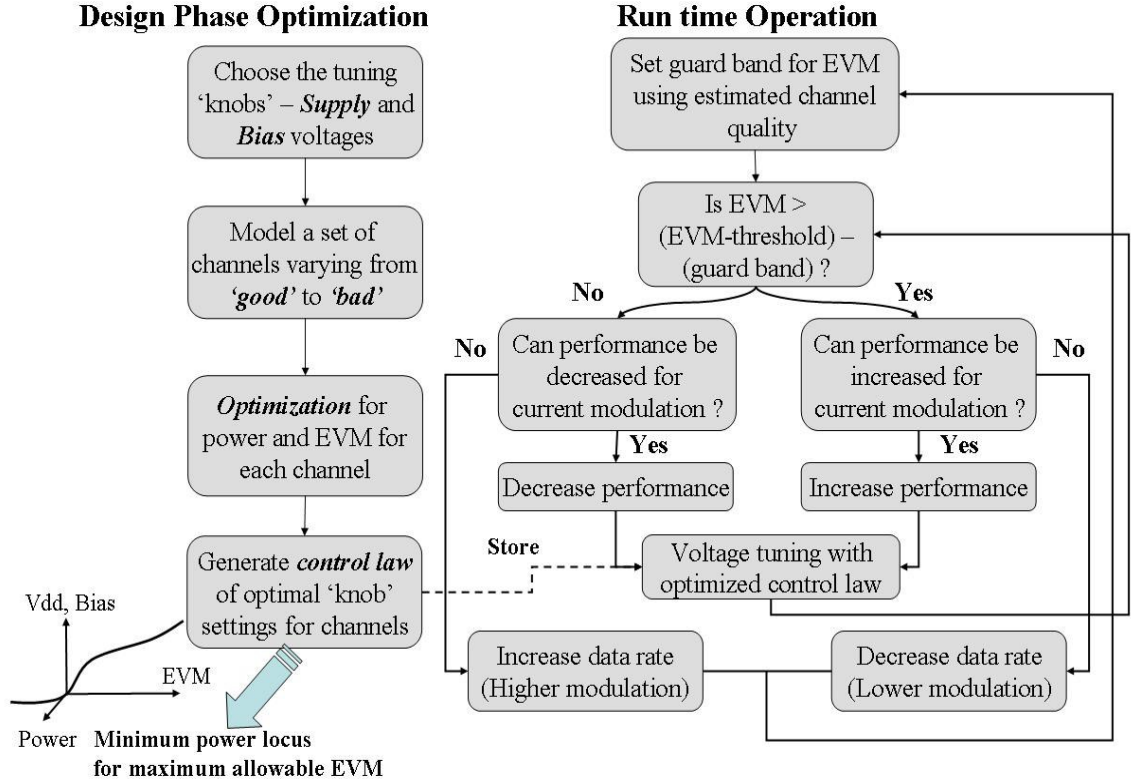 Design Phase Optimization
Choose the tuning
‘knobs’ – Supply and
Bias voltages
Model a set of
channels varying from
‘good’ to ‘bad’
Optimization for
power and EVM for
each channel
Generate control law
of optimal ‘knob’
settings for channels
Vdd, Bias
EVM
Power
Minimum power locus
for maximum allowable EVM
Run time Operation
Set guard band for EVM
using estimated channel
quality
Is EVM >
(EVM-threshold) –
(guard band) ?
No
Yes
No
Can performance be
decreased for
current modulation ?
Can performance be
increased for
current modulation ?
No
Yes
Yes
Decrease performance
Increase performance
Store
Voltage tuning with
optimized control law
Increase data rate
(Higher modulation)
Decrease data rate
(Lower modulation)